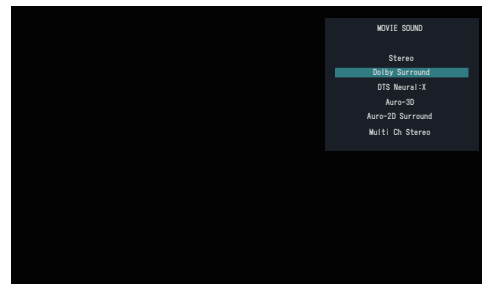 MOVIE SOUND
Stereo
Dolby Surround
DTS Neural:X
Auro-3D
Auro-2D Surround
Multi Ch Stereo